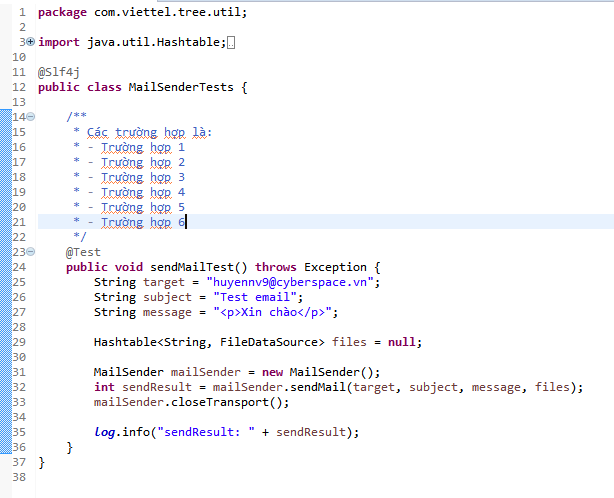 1 package com.viettel.tree.util;
2
3 import java.util.Hashtable;
10
11 @Slf4j
12 public class MailSenderTests {
13
14     /**
15      * Các trường hợp là:
16      * - Trường hợp 1
17      * - Trường hợp 2
18      * - Trường hợp 3
19      * - Trường hợp 4
20      * - Trường hợp 5
21      * - Trường hợp 6
22      */
23     @Test
24     public void sendMailTest() throws Exception {
25         String target = "huyennv9@cyberspace.vn";
26         String subject = "Test email";
27         String message = "<p>Xin chào</p>";
28
29         Hashtable<String, FileDataSource> files = null;
30
31         MailSender mailSender = new MailSender();
32         int sendResult = mailSender.sendMail(target, subject, message, files);
33         mailSender.closeTransport();
34
35         log.info("sendResult: " + sendResult);
36     }
37 }
38